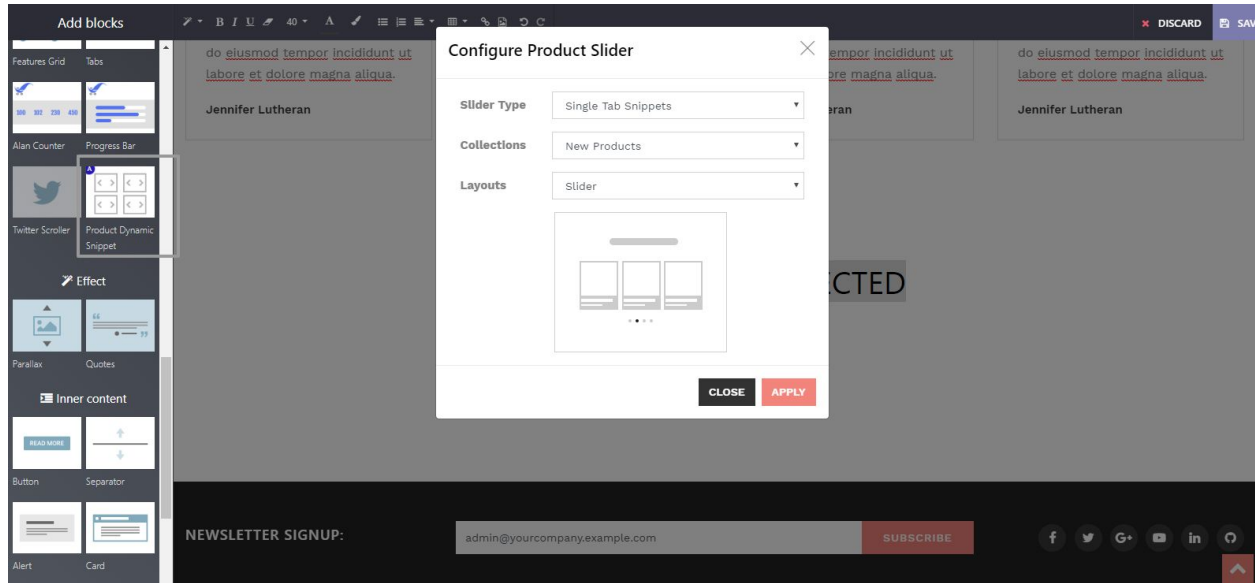 Add blocks
B I U 40 A
DISCARD
SAV
Features Grid
Tabs
Alan Counter
Progress Bar
Twitter Scroller
Product Dynamic
Snippet
Effect
Parallax
Quotes
Inner content
READ MORE
Button
Separator
Alert
Card
do eiusmod tempor incididunt ut
labore et dolore magna aliqua.
Jennifer Lutheran
Configure Product Slider
Slider Type
Single Tab Snippets
Collections
New Products
Layouts
Slider
CLOSE
APPLY
empor incididunt ut
ore magna aliqua.
eran
do eiusmod tempor incididunt ut
labore et dolore magna aliqua.
Jennifer Lutheran
CTED
NEWSLETTER SIGNUP:
admin@yourcompany.example.com
SUBSCRIBE